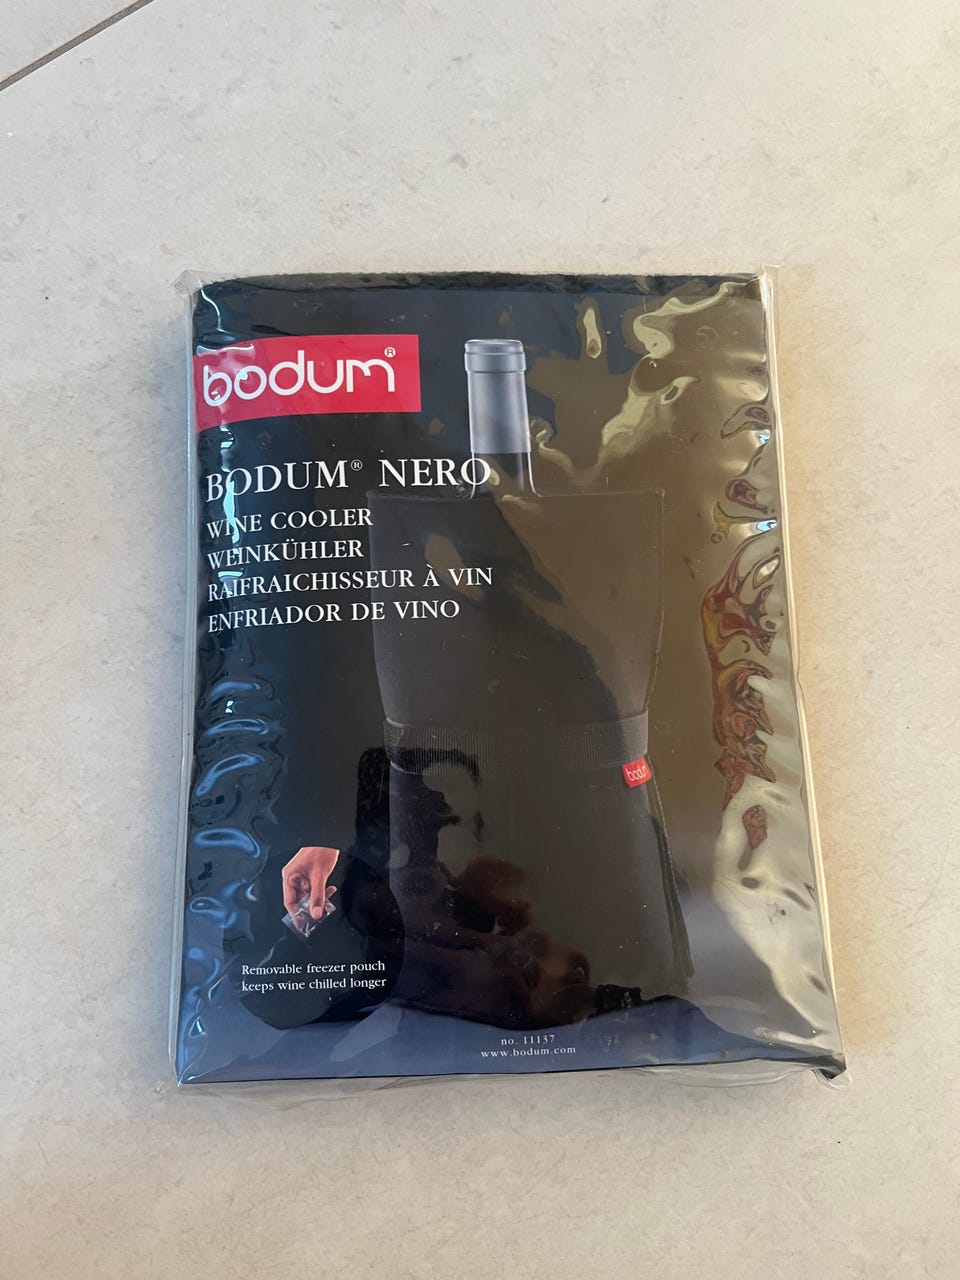 bodum®
BODUM® NERO
WINE COOLER
WEINKÜHLER
RAIFRAICHISSEUR À VIN
ENFRIADOR DE VINO
bodum
Removable freezer pouch
keeps wine chilled longer
no. 11137
www.bodum.com